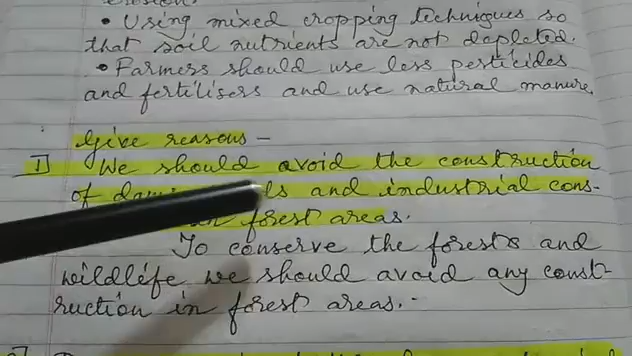 • Using mixed cropping techniques so
that soil nutrients are not depleted.
• Farmers should use less pesticides
and fertilisers and use natural manure.
Give reasons -
1) We should avoid the construction
of and industrial cons-
forest areas.
To conserve the forests and
wildlife we should avoid any const-
ruction in forest areas.